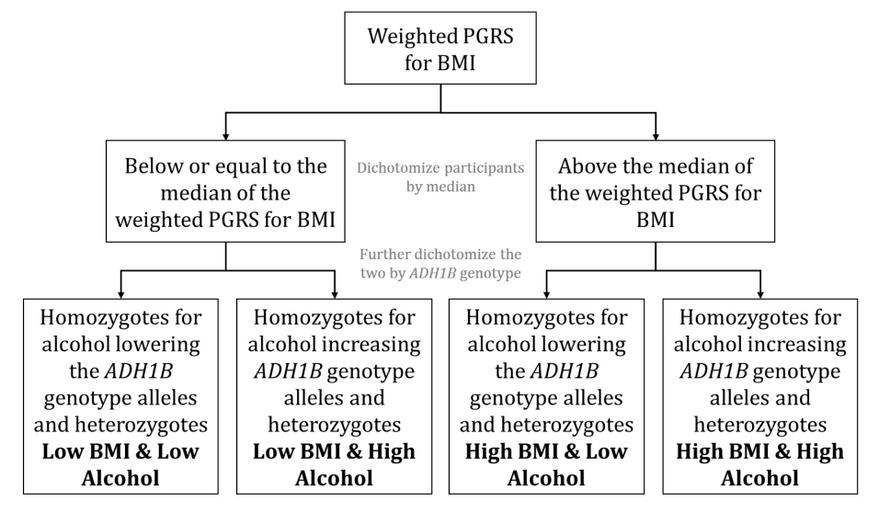 Weighted PGRS
for BMI
Below or equal to the
median of the
weighted PGRS for BMI
Dichotomize participants
by median
Above the median of
the weighted PGRS for
BMI
Further dichotomize the
two by ADH1B genotype
Homozygotes for
alcohol lowering
the ADH1B
genotype alleles
and heterozygotes
Low BMI & Low
Alcohol
Homozygotes for
alcohol increasing
ADH1B genotype
alleles and
heterozygotes
Low BMI & High
Alcohol
Homozygotes for
alcohol lowering
the ADH1B
genotype alleles
and heterozygotes
High BMI & Low
Alcohol
Homozygotes for
alcohol increasing
ADH1B genotype
alleles and
heterozygotes
High BMI & High
Alcohol